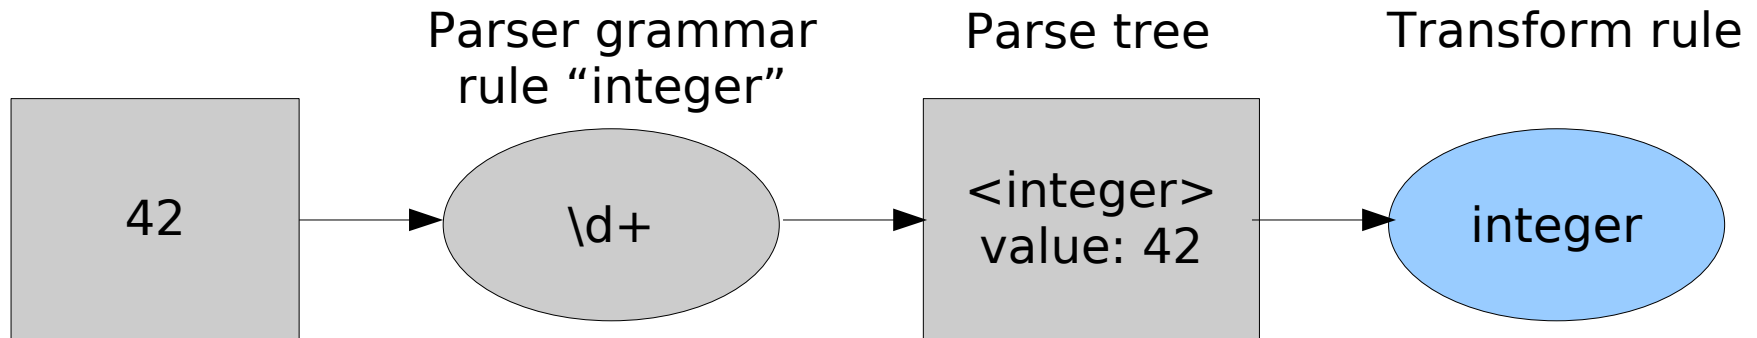 Parser grammar
rule “integer”
Parse tree
Transform rule
42
\d+
<integer>
value: 42
integer